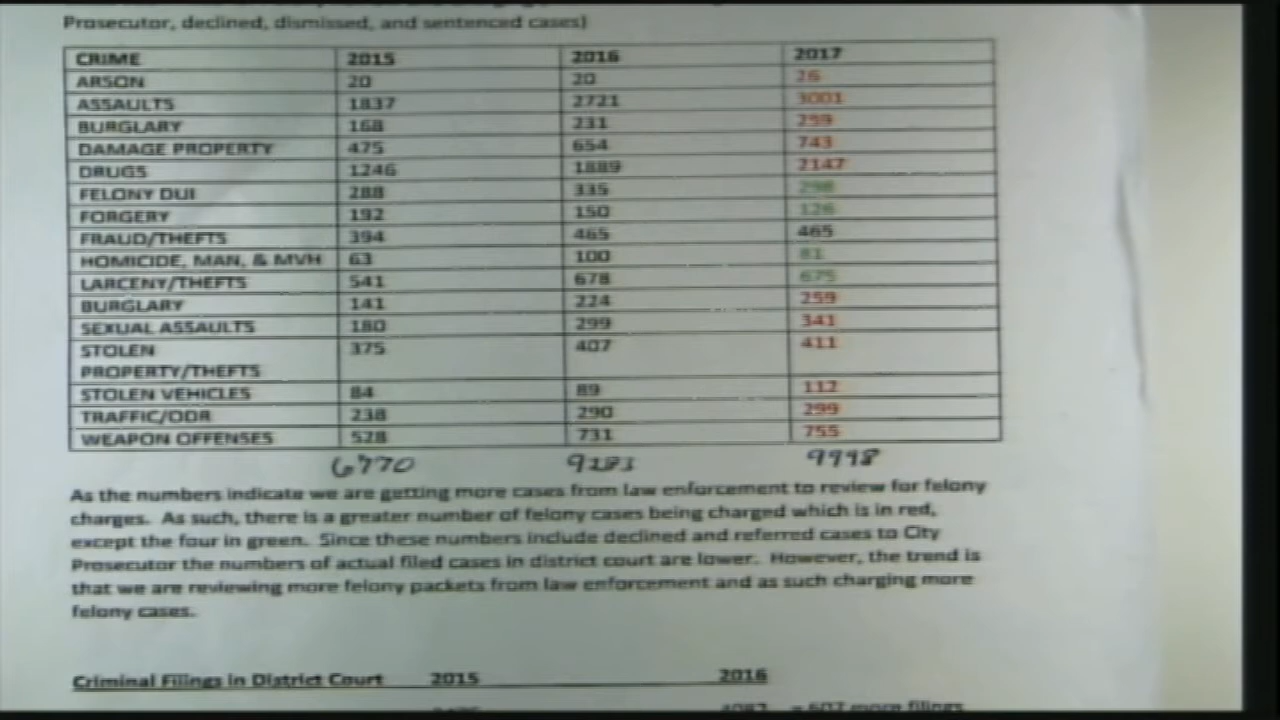 Prosecutor, declined, dismissed, and sentenced cases)
CRIME 2015 2016 2017
ARSON 20 20 26
ASSAULTS 1837 2721 3001
BURGLARY 168 231 259
DAMAGE PROPERTY 475 654 743
DRUGS 1246 1889 2147
FELONY DUI 288 335 298
FORGERY 192 150 126
FRAUD/THEFTS 394 465 465
HOMICIDE, MAN, & MVH 63 100 81
LARCENY/THEFTS 541 678 675
BURGLARY 141 224 259
SEXUAL ASSAULTS 180 299 341
STOLEN 375 407 411
PROPERTY/THEFTS
STOLEN VEHICLES 84 89 112
TRAFFIC/ODR 238 290 299
WEAPON OFFENSES 528 731 755
6770 9283 9998
As the numbers indicate we are getting more cases from law enforcement to review for felony
charges. As such, there is a greater number of felony cases being charged which is in red,
except the four in green. Since these numbers include declined and referred cases to City
Prosecutor the numbers of actual filed cases in district court are lower. However, the trend is
that we are reviewing more felony packets from law enforcement and as such charging more
felony cases.
Criminal Filings in District Court 2015 2016
= 607 more filings